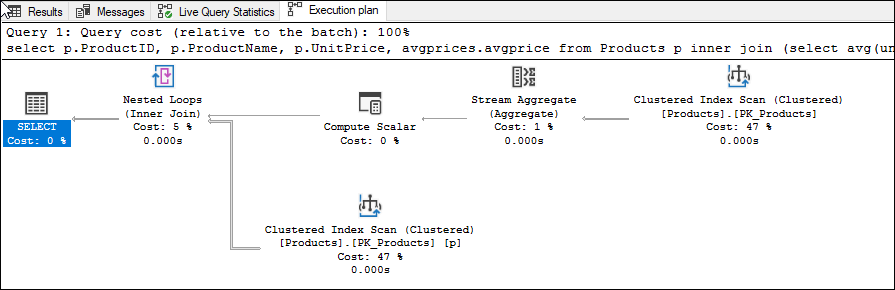 Results Messages Live Query Statistics Execution plan
Query 1: Query cost (relative to the batch): 100%
select p.ProductID, p.ProductName, p.UnitPrice, avgprices.avgprice from Products p inner join (select avg(un
SELECT
Cost: 0 %
Nested Loops
(Inner Join)
Cost: 5 %
0.000s
Compute Scalar
Cost: 0 %
Stream Aggregate
(Aggregate)
Cost: 1 %
0.000s
Clustered Index Scan (Clustered)
[Products].[PK_Products]
Cost: 47 %
0.000s
Clustered Index Scan (Clustered)
[Products].[PK_Products] [p]
Cost: 47 %
0.000s